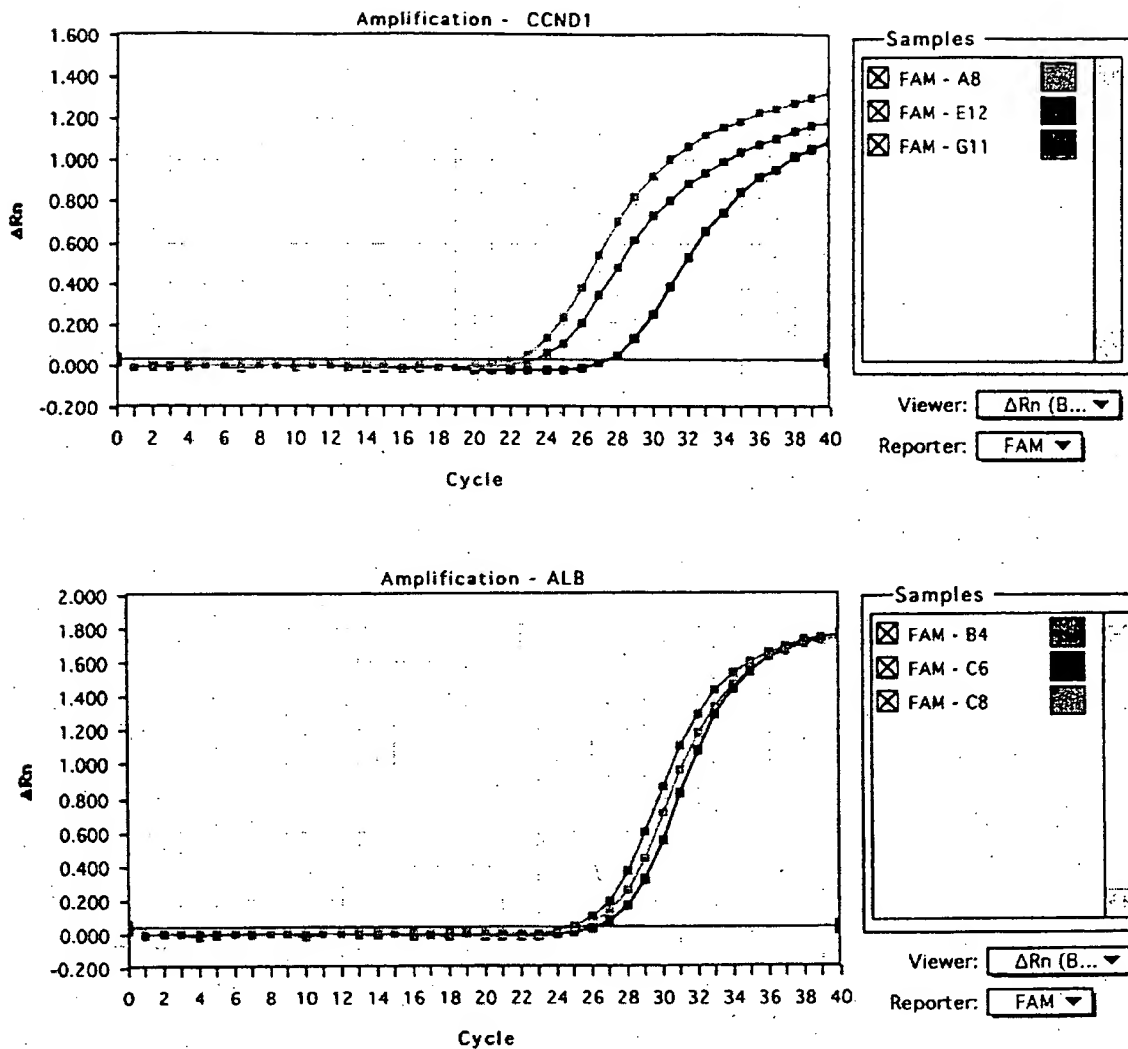 Amplification - CCND1
1.600
1.400
1.200
1.000
0.800
0.600
0.400
0.200
0.000
-0.200
ΔRn
0 2 4 6 8 10 12 14 16 18 20 22 24 26 28 30 32 34 36 38 40
Cycle
Samples
FAM - A8
FAM - E12
FAM - G11
Viewer: ΔRn (B...
Reporter: FAM
Amplification - ALB
2.000
1.800
1.600
1.400
1.200
1.000
0.800
0.600
0.400
0.200
0.000
-0.200
ΔRn
0 2 4 6 8 10 12 14 16 18 20 22 24 26 28 30 32 34 36 38 40
Cycle
Samples
FAM - B4
FAM - C6
FAM - C8
Viewer: ΔRn (B...
Reporter: FAM